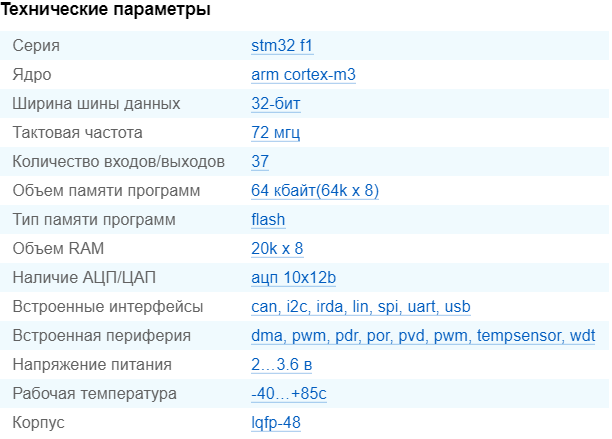 Технические параметры
Серия stm32 f1
Ядро arm cortex-m3
Ширина шины данных 32-бит
Тактовая частота 72 мгц
Количество входов/выходов 37
Объем памяти программ 64 кбайт(64k x 8)
Тип памяти программ flash
Объем RAM 20k x 8
Наличие АЦП/ЦАП ацп 10x12b
Встроенные интерфейсы can, i2c, irda, lin, spi, uart, usb
Встроенная периферия dma, pwm, pdr, por, pvd, pwm, tempsensor, wdt
Напряжение питания 2…3.6 в
Рабочая температура -40…+85c
Корпус lqfp-48